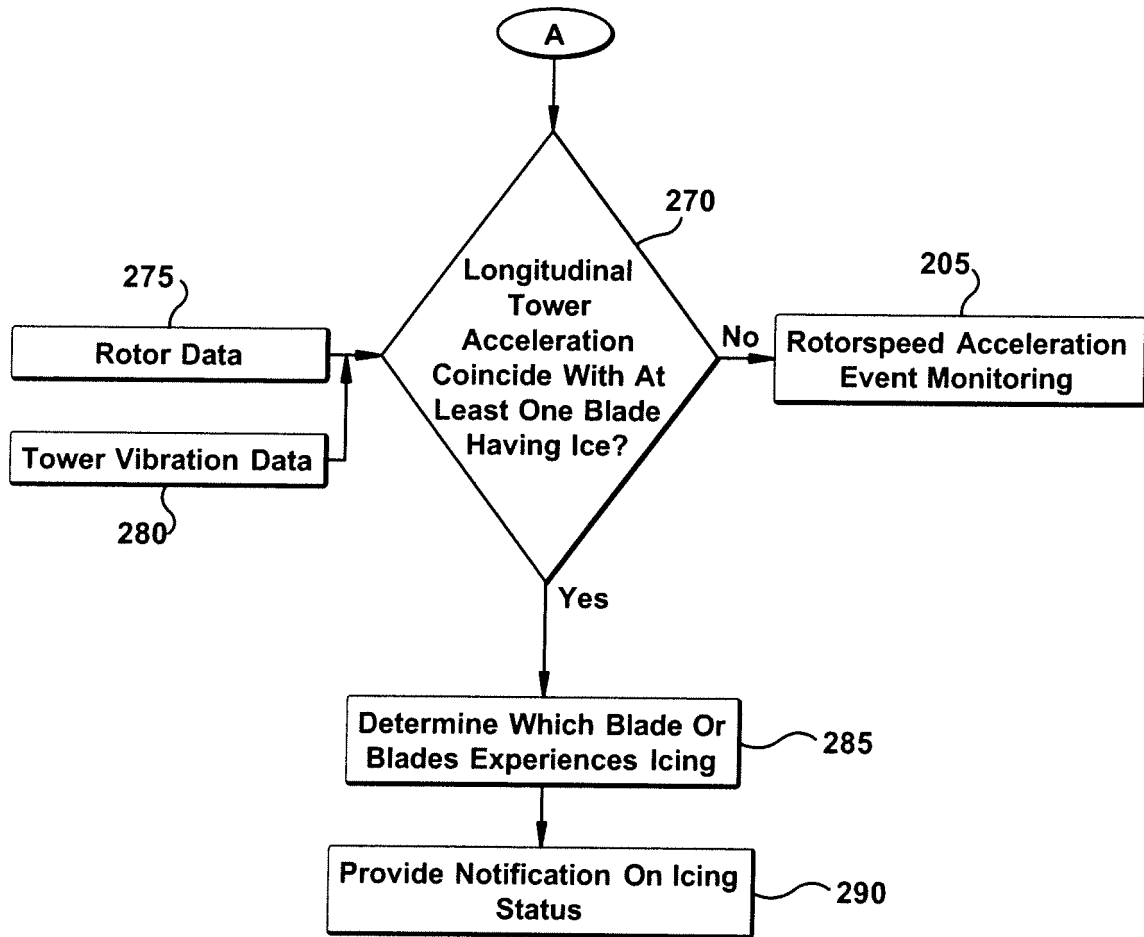 A
270
Longitudinal
Tower
Acceleration
Coincide With At
Least One Blade
Having Ice?
275
Rotor Data
Tower Vibration Data
280
No
205
Rotorspeed Acceleration
Event Monitoring
Yes
Determine Which Blade Or
Blades Experiences Icing
285
Provide Notification On Icing
Status
290